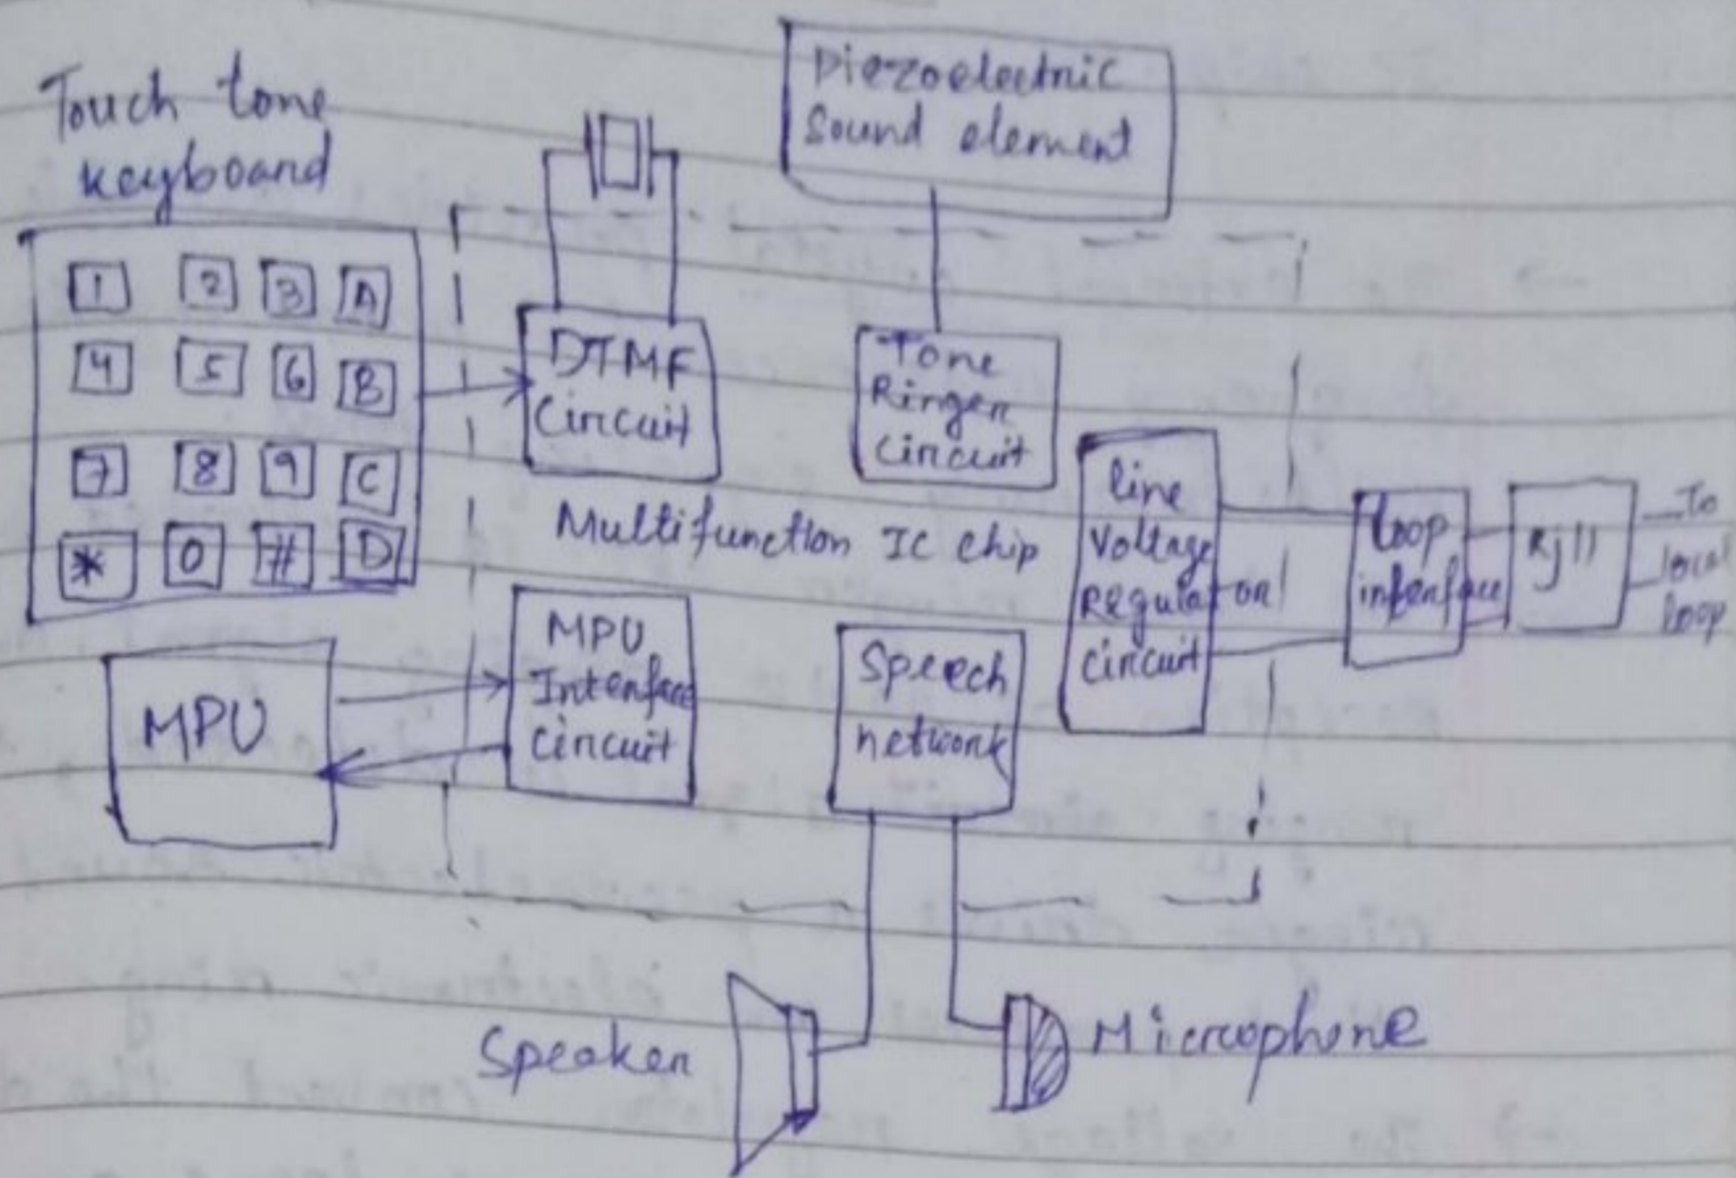 Touch tone
keyboard
1 2 3 A
4 5 6 B
7 8 9 C
* 0 # D
Piezoelectric
Sound element
DTMF
Circuit
Tone
Ringer
Circuit
Multifunction IC chip
line
Voltage
Regulator
circuit
loop
interface
Rj11
To
local
loop
MPU
MPU
Interface
circuit
Speech
network
Speaker
Microphone